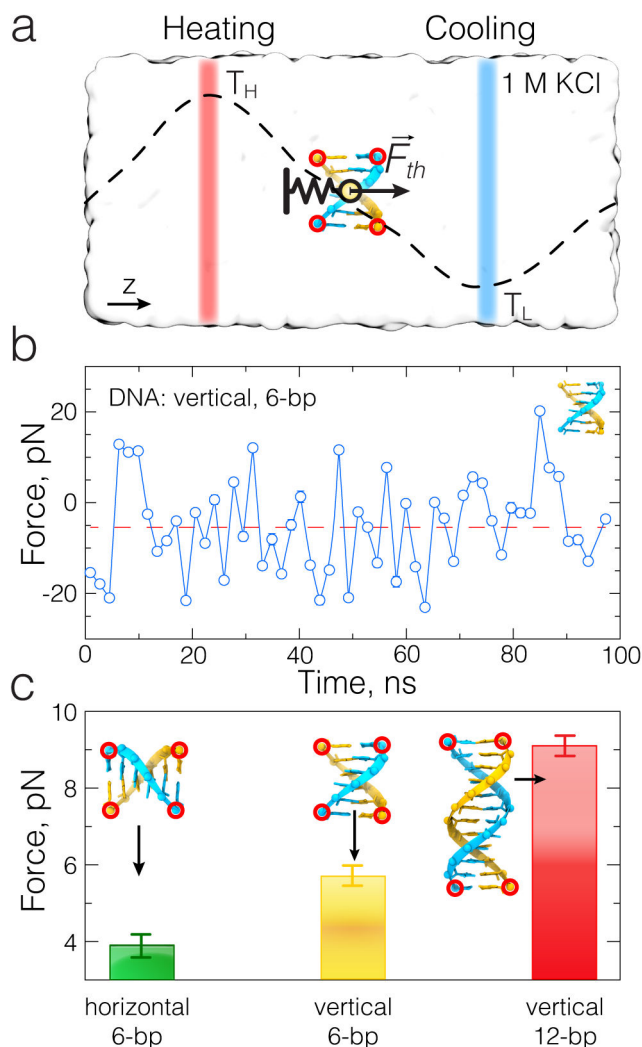 a
Heating
Cooling
T_H
1 M KCl
F_th
z
T_L
b
DNA: vertical, 6-bp
20
0
-20
Force, pN
0
20
40
60
80
100
Time, ns
c
10
8
6
4
Force, pN
horizontal
6-bp
vertical
6-bp
vertical
12-bp